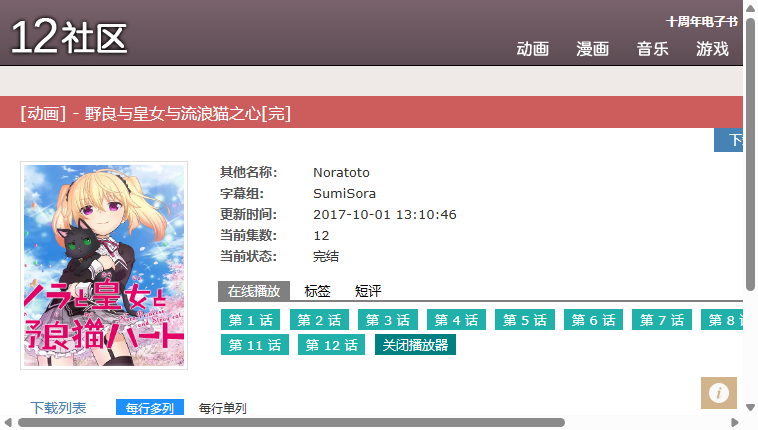 12社区
十周年电子书
动画 漫画 音乐 游戏
[动画] - 野良与皇女与流浪猫之心[完]
其他名称: Noratoto
字幕组: SumiSora
更新时间: 2017-10-01 13:10:46
当前集数: 12
当前状态: 完结
ノラと皇女と
野良猫ハート
在线播放 标签 短评
第 1 话 第 2 话 第 3 话 第 4 话 第 5 话 第 6 话 第 7 话 第 8
第 11 话 第 12 话 关闭播放器
下载列表 每行多列 每行单列